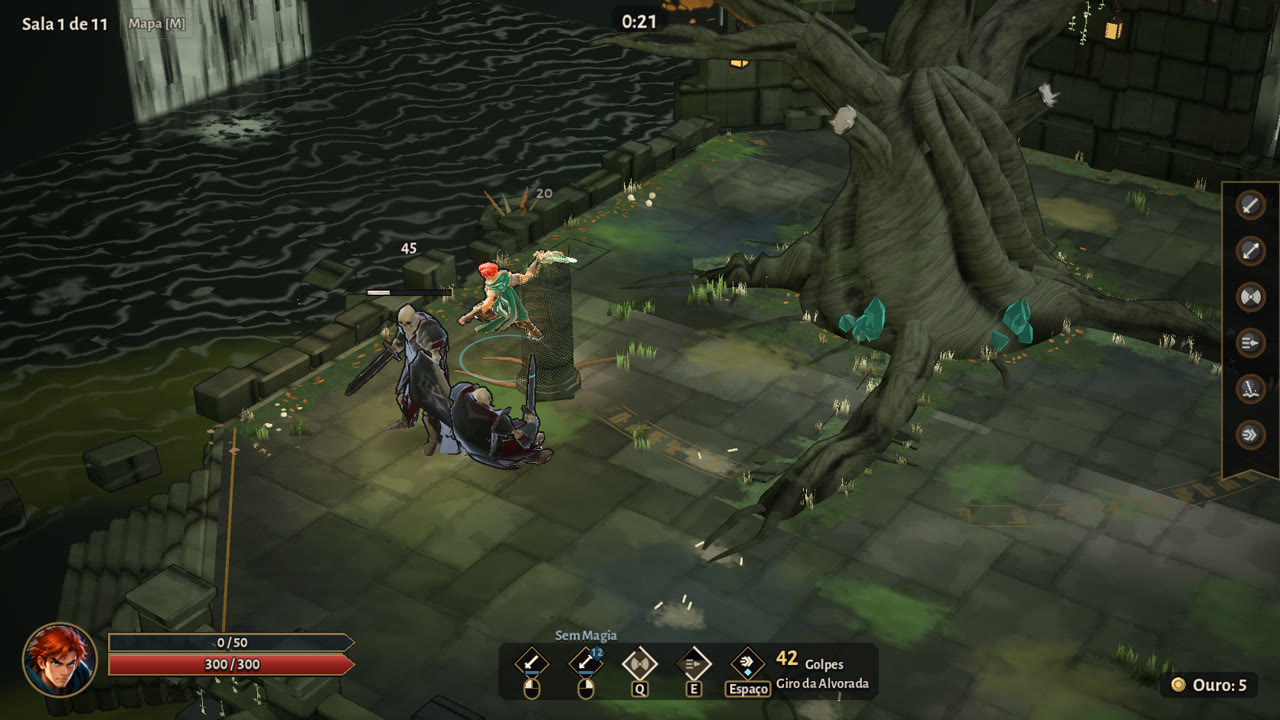 Sala 1 de 11
Mapa [M]
0:21
20
45
0/50
300/300
Sem Magia
12
Q
E
Espaço
42 Golpes
Giro da Alvorada
Ouro: 5